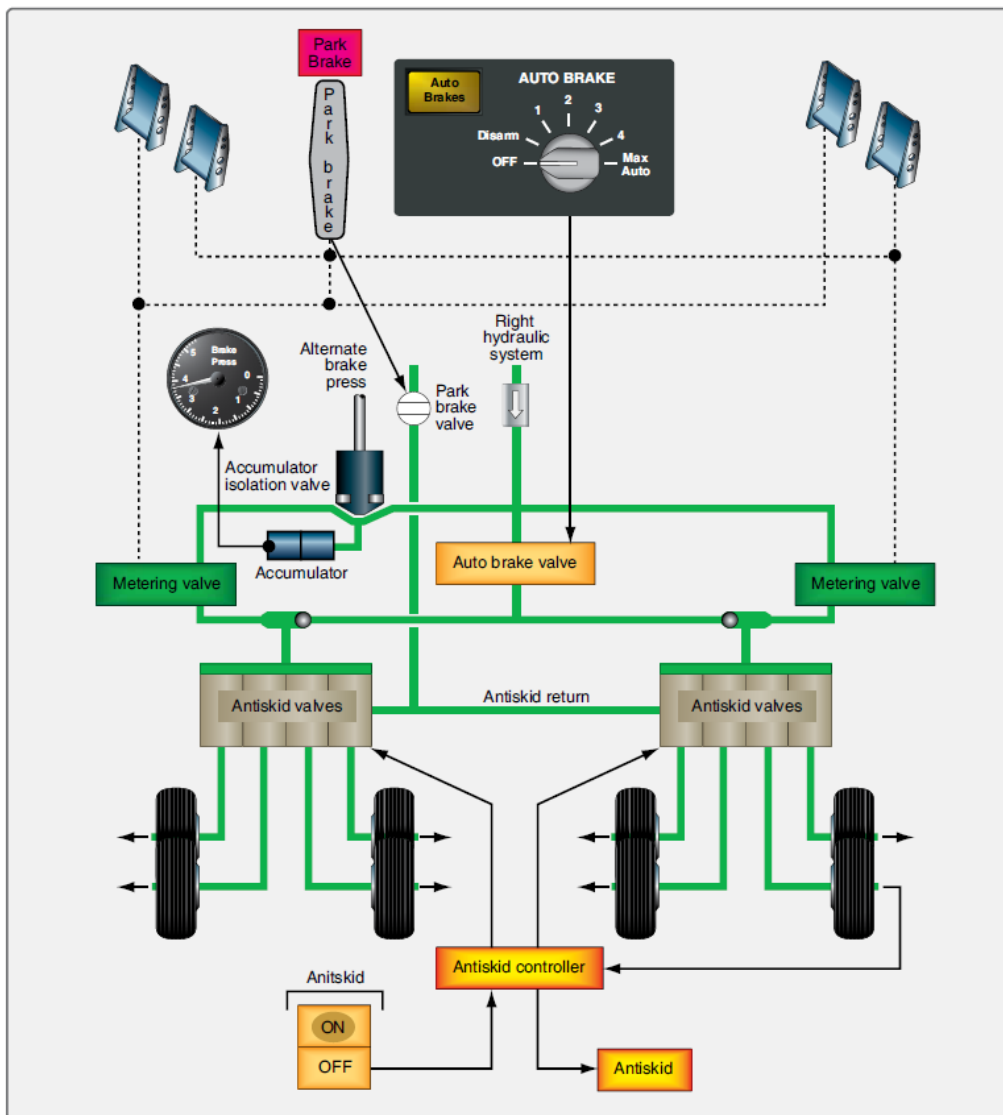 Park
Brake
Park brake
Auto
Brakes
AUTO BRAKE
Disarm
1
2
3
4
OFF
Max
Auto
Brake
Press
5
4
3
2
1
0
Alternate
brake
press
Right
hydraulic
system
Park
brake
valve
Accumulator
isolation valve
Accumulator
Auto brake valve
Metering valve
Metering valve
Antiskid valves
Antiskid return
Antiskid valves
Antiskid controller
Anitskid
ON
OFF
Antiskid